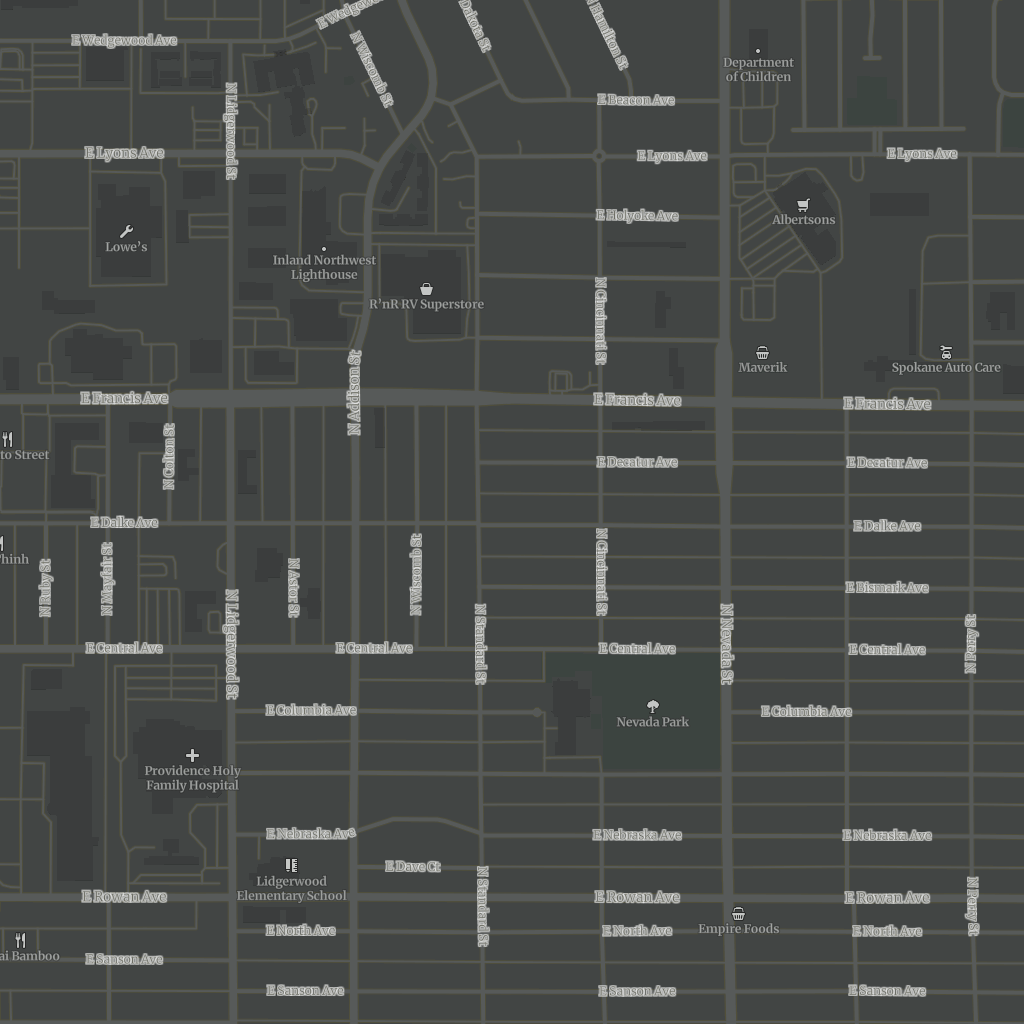 E Wedgewood Ave
E Wedgew
N Wiscomb St
Dakota St
N Hamilton St
Department
of Children
N Lidgerwood St
E Beacon Ave
E Lyons Ave
E Lyons Ave
E Lyons Ave
Albertsons
E Holyoke Ave
Lowe's
Inland Northwest
Lighthouse
R'nR RV Superstore
N Cincinnati St
Maverik
Spokane Auto Care
N Addison St
E Francis Ave
E Francis Ave
E Francis Ave
to Street
N Colton St
E Decatur Ave
E Decatur Ave
E Dalke Ave
E Dalke Ave
Thinh
N Ruby St
N Mayfair St
N Astor St
N Wiscomb St
N Cincinnati St
E Bismark Ave
N Lidgerwood St
N Standard St
N Nevada St
N Perry St
E Central Ave
E Central Ave
E Central Ave
E Central Ave
E Columbia Ave
Nevada Park
E Columbia Ave
Providence Holy
Family Hospital
E Nebraska Ave
E Nebraska Ave
E Nebraska Ave
E Dave Ct
Lidgerwood
Elementary School
N Standard St
N Perry St
E Rowan Ave
E Rowan Ave
E Rowan Ave
E North Ave
E North Ave
Empire Foods
E North Ave
ai Bamboo
E Sanson Ave
E Sanson Ave
E Sanson Ave
E Sanson Ave